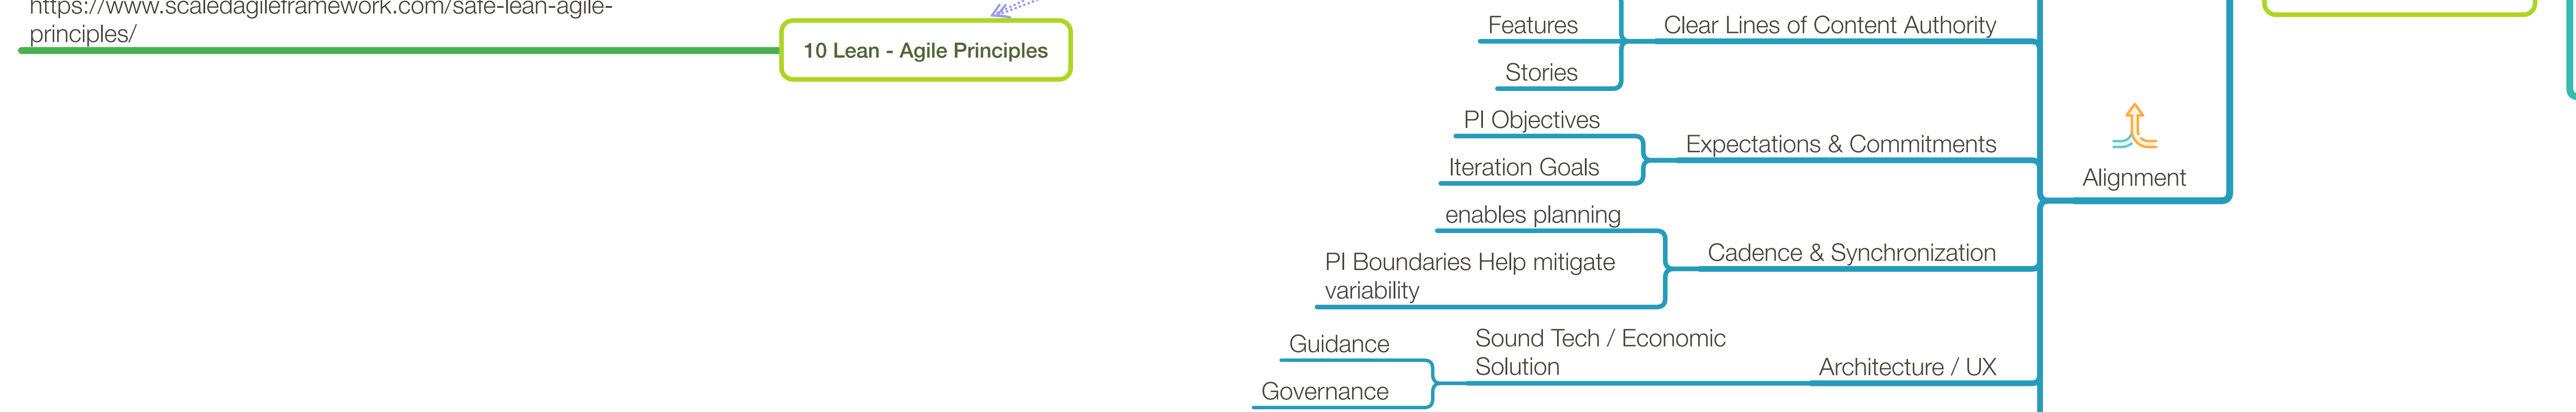 https://www.scaledagileframework.com/safe-lean-agile-
principles/
10 Lean - Agile Principles
Features
Stories
Clear Lines of Content Authority
PI Objectives
Iteration Goals
Expectations & Commitments
enables planning
PI Boundaries Help mitigate
variability
Cadence & Synchronization
Guidance
Governance
Sound Tech / Economic
Solution
Architecture / UX
Alignment